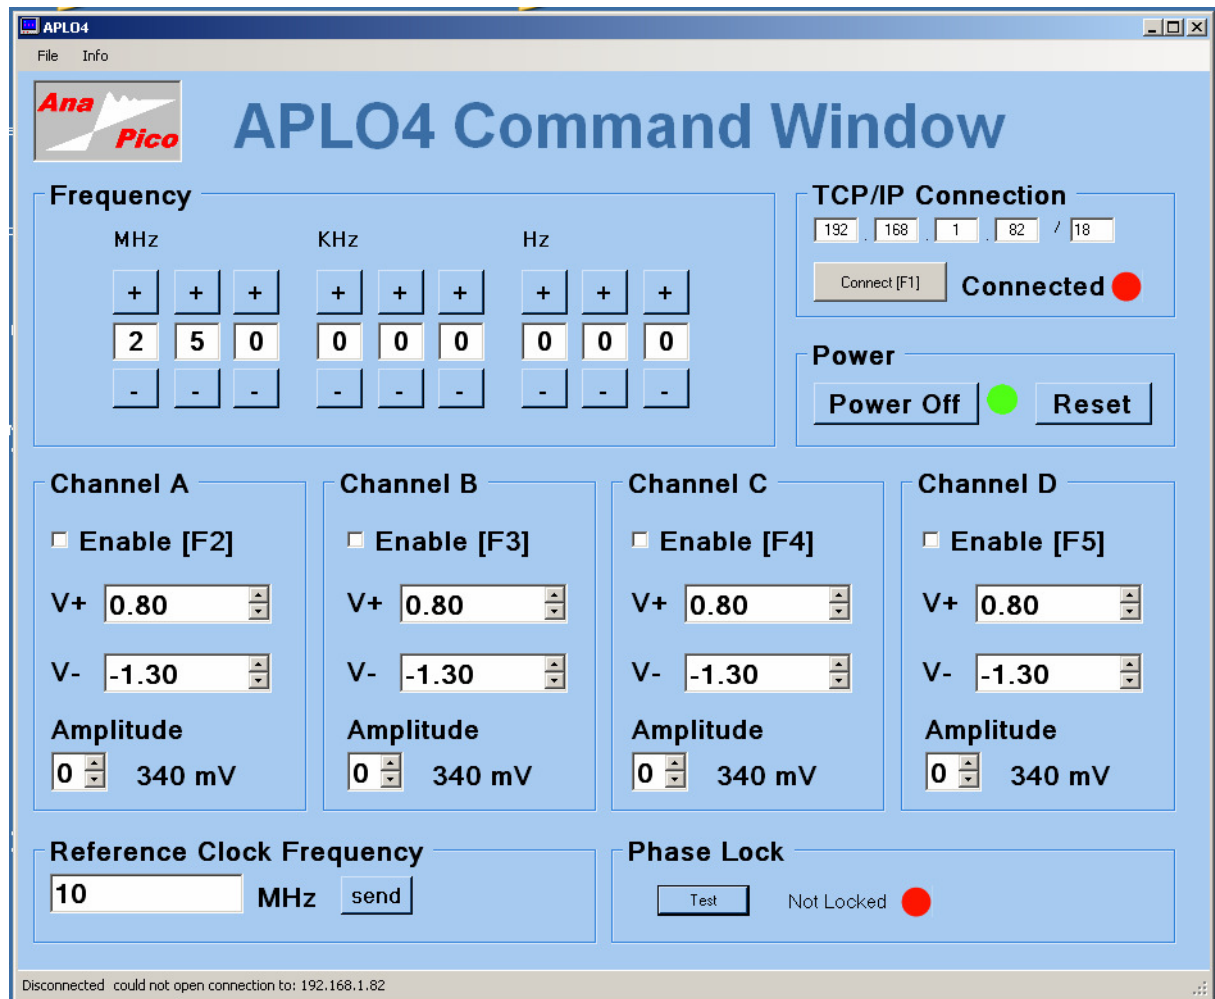 APLO4
File Info
Ana
Pico
APLO4 Command Window
Frequency
MHz KHz Hz
+ + + + + + + + +
2 5 0 0 0 0 0 0 0
- - - - - - - - -
TCP/IP Connection
192 . 168 . 1 . 82 / 18
Connect [F1] Connected
Power
Power Off Reset
Channel A
Enable [F2]
V+ 0.80
V- -1.30
Amplitude
0 340 mV
Channel B
Enable [F3]
V+ 0.80
V- -1.30
Amplitude
0 340 mV
Channel C
Enable [F4]
V+ 0.80
V- -1.30
Amplitude
0 340 mV
Channel D
Enable [F5]
V+ 0.80
V- -1.30
Amplitude
0 340 mV
Reference Clock Frequency
10 MHz send
Phase Lock
Test Not Locked
Disconnected could not open connection to: 192.168.1.82